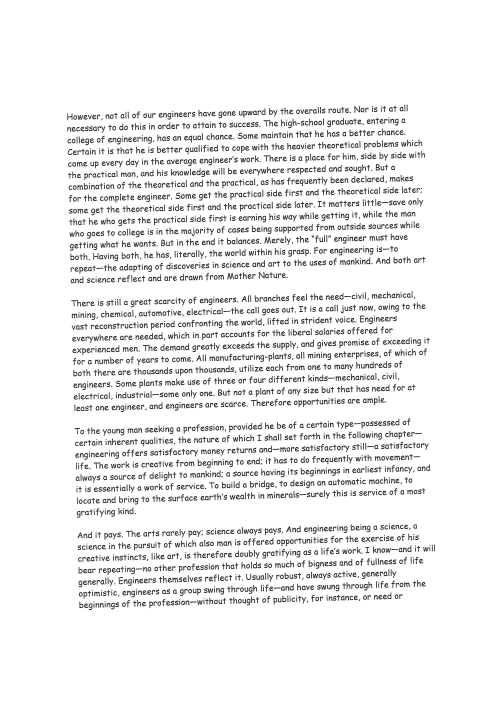 However, not all of our engineers have gone upward by the overalls route. Nor is it at all
necessary to do this in order to attain to success. The high-school graduate, entering a
college of engineering, has an equal chance. Some maintain that he has a better chance.
Certain it is that he is better qualified to cope with the heavier theoretical problems which
come up every day in the average engineer's work. There is a place for him, side by side with
the practical man, and his knowledge will be everywhere respected and sought. But a
combination of the theoretical and the practical, as has frequently been declared, makes
for the complete engineer. Some get the practical side first and the theoretical side later;
some get the theoretical side first and the practical side later. It matters little—save only
that he who gets the practical side first is earning his way while getting it, while the man
who goes to college is in the majority of cases being supported from outside sources while
getting what he wants. But in the end it balances. Merely, the "full" engineer must have
both. Having both, he has, literally, the world within his grasp. For engineering is—to
repeat—the adapting of discoveries in science and art to the uses of mankind. And both art
and science reflect and are drawn from Mother Nature.
There is still a great scarcity of engineers. All branches feel the need—civil, mechanical,
mining, chemical, automotive, electrical—the call goes out. It is a call just now, owing to the
vast reconstruction period confronting the world, lifted in strident voice. Engineers
everywhere are needed, which in part accounts for the liberal salaries offered for
experienced men. The demand greatly exceeds the supply, and gives promise of exceeding it
for a number of years to come. All manufacturing-plants, all mining enterprises, of which of
both there are thousands upon thousands, utilize each from one to many hundreds of
engineers. Some plants make use of three or four different kinds—mechanical, civil,
electrical, industrial—some only one. But not a plant of any size but that has need for at
least one engineer, and engineers are scarce. Therefore opportunities are ample.
To the young man seeking a profession, provided he be of a certain type—possessed of
certain inherent qualities, the nature of which I shall set forth in the following chapter—
engineering offers satisfactory money returns and—more satisfactory still—a satisfactory
life. The work is creative from beginning to end; it has to do frequently with movement—
always a source of delight to mankind; a source having its beginnings in earliest infancy, and
it is essentially a work of service. To build a bridge, to design an automatic machine, to
locate and bring to the surface earth's wealth in minerals—surely this is service of a most
gratifying kind.
And it pays. The arts rarely pay; science always pays. And engineering being a science, a
science in the pursuit of which also man is offered opportunities for the exercise of his
creative instincts, like art, is therefore doubly gratifying as a life's work. I know—and it will
bear repeating—no other profession that holds so much of bigness and of fullness of life
generally. Engineers themselves reflect it. Usually robust, always active, generally
optimistic, engineers as a group swing through life—and have swung through life from the
beginnings of the profession—without thought of publicity, for instance, or need or